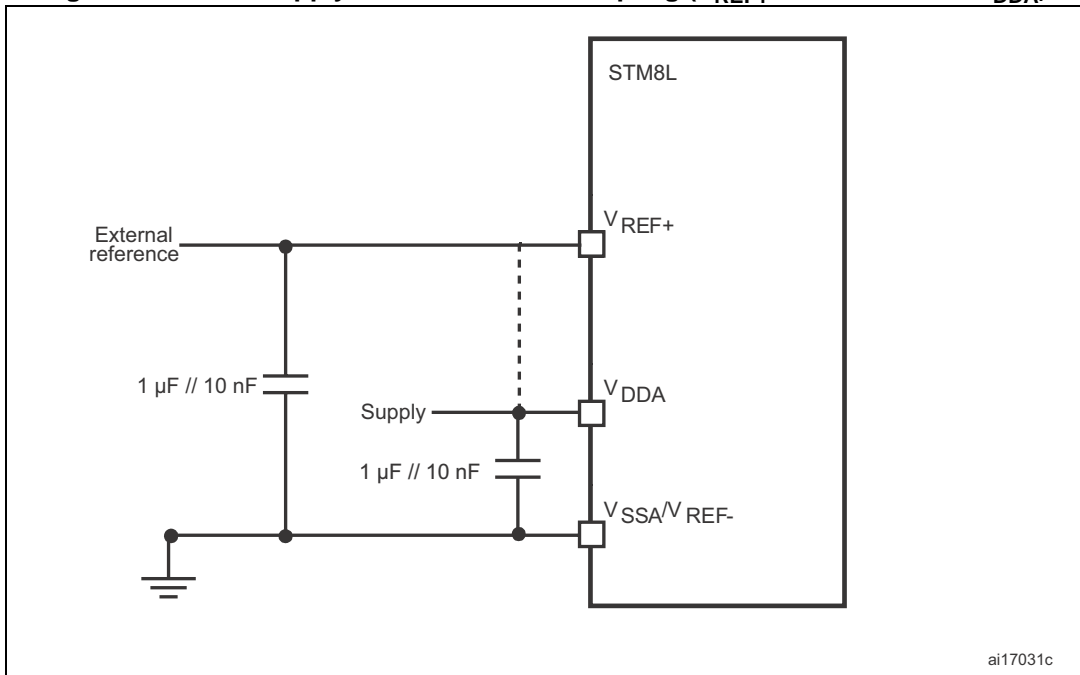 STM8L
V REF+
External
reference
1 µF // 10 nF
V DDA
Supply
1 µF // 10 nF
V SSA/V REF-
ai17031c